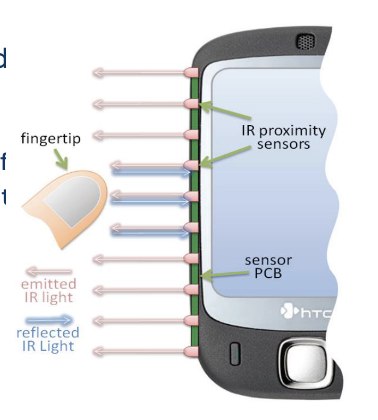 d
fingertip
f
t
IR proximity
sensors
sensor
PCB
emitted
IR light
reflected
IR Light
hTC